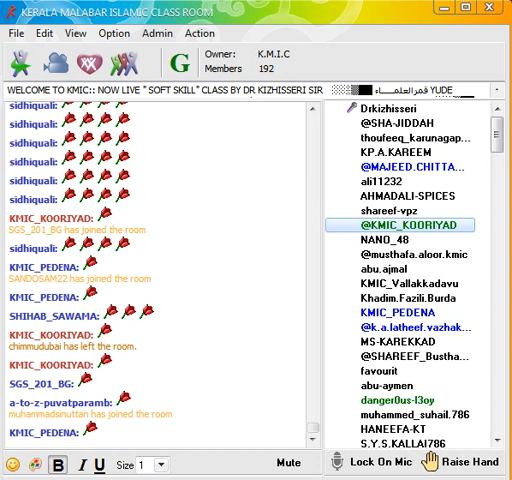 KERALA MALABAR ISLAMIC CLASS ROOM
File Edit View Option Admin Action
G
Owner: K.M.I.C
Members 192
WELCOME TO KMIC:: NOW LIVE " SOFT SKILL" CLASS BY DR KIZHISSERI SIR قمرالعلمـــاء YUDE
sidhiquali:
sidhiquali:
sidhiquali:
sidhiquali:
sidhiquali:
sidhiquali:
KMIC_KOORIYAD:
SGS_201_BG has joined the room
sidhiquali:
KMIC_PEDENA:
SANDOSAM22 has joined the room
KMIC_PEDENA:
SHIHAB_SAWAMA:
KMIC_KOORIYAD:
chimmudubai has left the room.
KMIC_KOORIYAD:
SGS_201_BG:
a-to-z-puvatparamb:
muhammadsinuttan has joined the room
KMIC_PEDENA:
Drkizhisseri
@SHA-JIDDAH
thoufeeq_karunagap...
KP.A.KAREEM
@MAJEED.CHITTA...
ali11232
AHMADALI-SPICES
shareef-vpz
@KMIC_KOORIYAD
NANO_48
@musthafa.aloor.kmic
abu.ajmal
KMIC_Vallakkadavu
Khadim.Fazili.Burda
KMIC_PEDENA
@k.a.latheef.vazhak...
MS-KAREKKAD
@SHAREEF_Bustha...
favourit
abu-aymen
danger0us-l3oy
muhammed_suhail.786
HANEEFA-KT
S.Y.S.KALLAI786
B I U Size 1 Mute
Lock On Mic Raise Hand